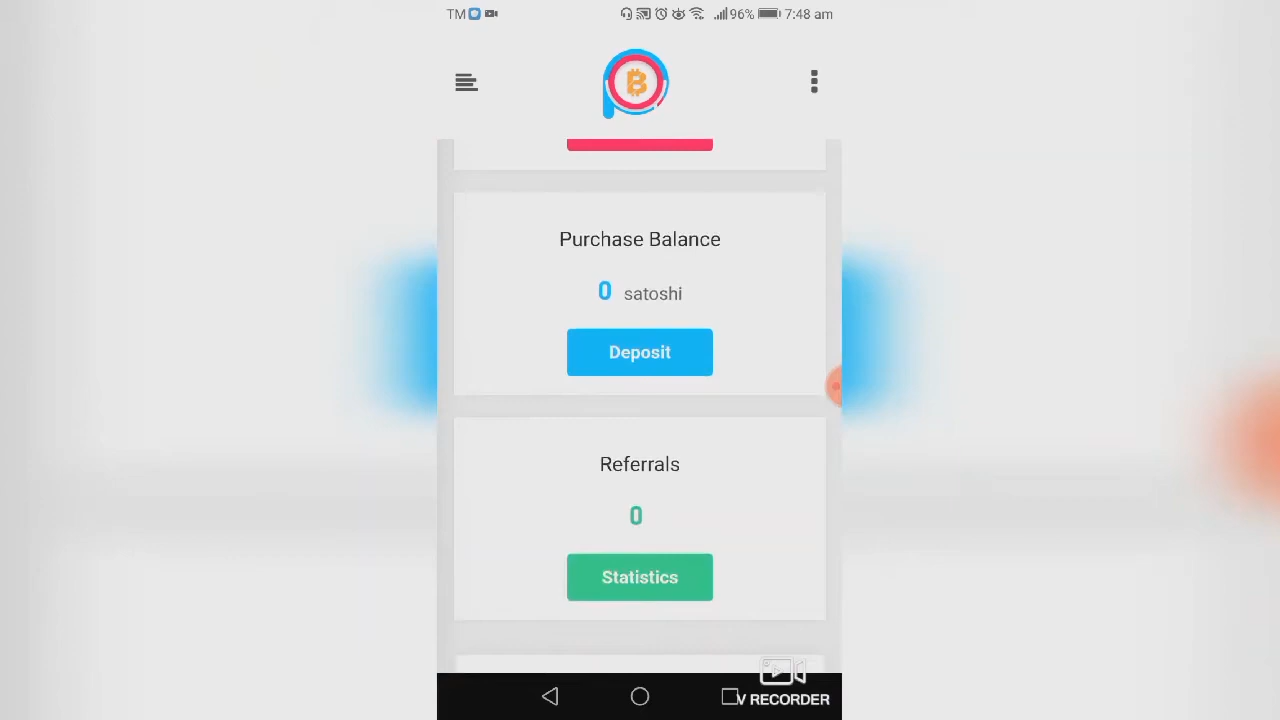 TM 96% 7:48 am
Purchase Balance
0 satoshi
Deposit
Referrals
0
Statistics
V RECORDER